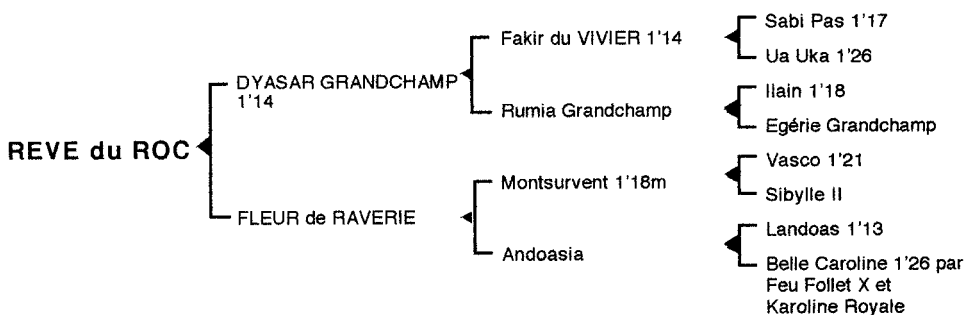 REVE du ROC
DYASAR GRANDCHAMP
1'14
FLEUR de RAVERIE
Fakir du VIVIER 1'14
Rumia Grandchamp
Montsurvent 1'18m
Andoasia
Sabi Pas 1'17
Ua Uka 1'26
Ilain 1'18
Egérie Grandchamp
Vasco 1'21
Sibylle II
Landoas 1'13
Belle Caroline 1'26 par
Feu Follet X et
Karoline Royale